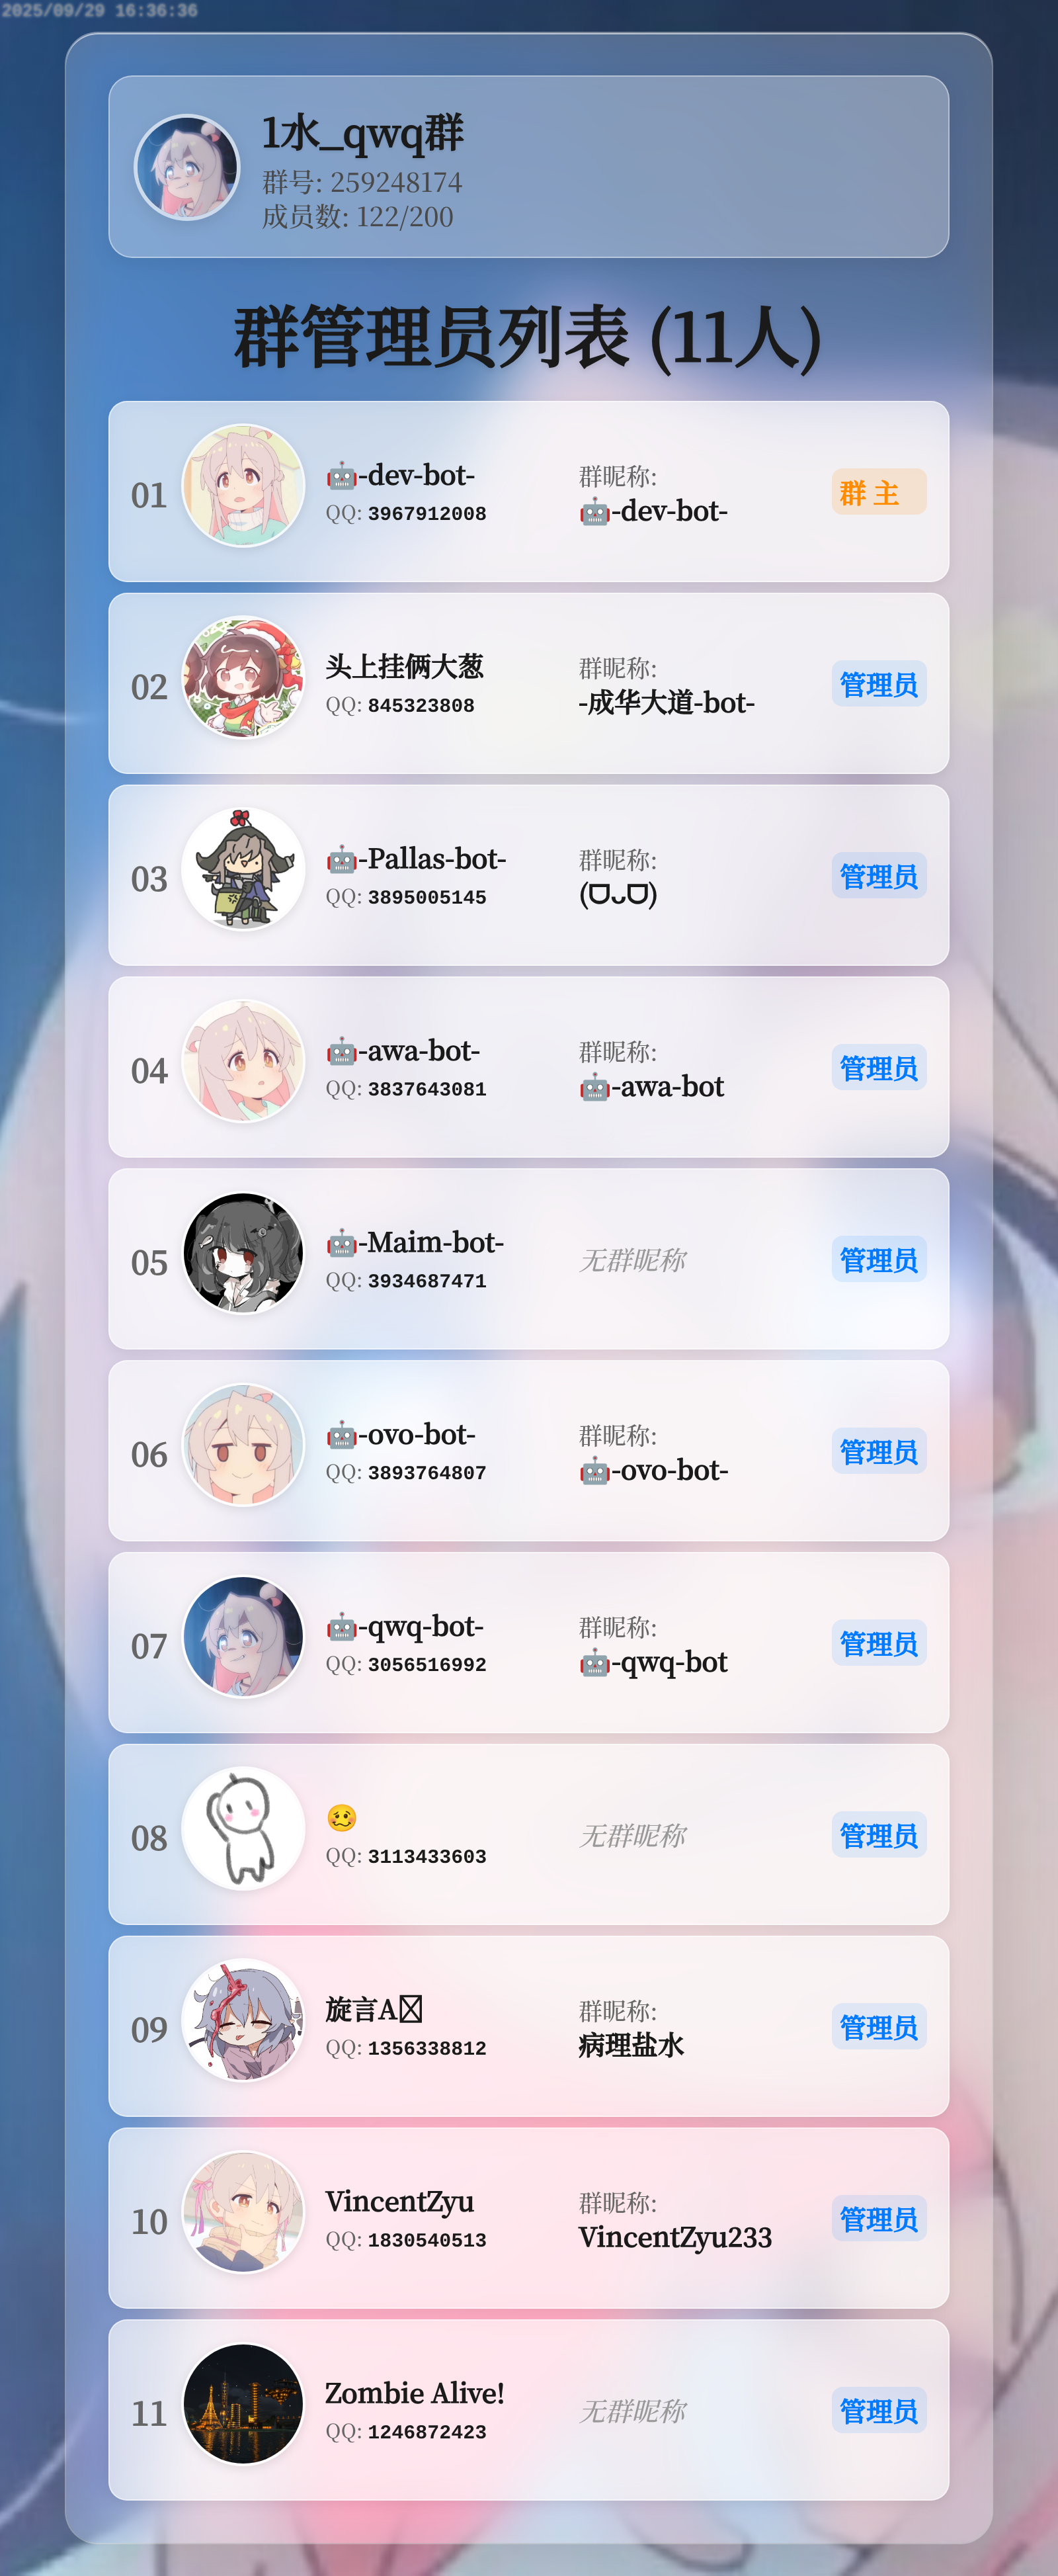 2025/09/29 16:36:36
1水_qwq群
群号: 259248174
成员数: 122/200
群管理员列表 (11人)
01
🤖-dev-bot-
QQ: 3967912008
群昵称:
🤖-dev-bot-
群 主
02
头上挂俩大葱
QQ: 845323808
群昵称:
-成华大道-bot-
管理员
03
🤖-Pallas-bot-
QQ: 3895005145
群昵称:
(ᗜᴗᗜ)
管理员
04
🤖-awa-bot-
QQ: 3837643081
群昵称:
🤖-awa-bot
管理员
05
🤖-Maim-bot-
QQ: 3934687471
无群昵称
管理员
06
🤖-ovo-bot-
QQ: 3893764807
群昵称:
🤖-ovo-bot-
管理员
07
🤖-qwq-bot-
QQ: 3056516992
群昵称:
🤖-qwq-bot
管理员
08
🥴
QQ: 3113433603
无群昵称
管理员
09
旋言A
QQ: 1356338812
群昵称:
病理盐水
管理员
10
VincentZyu
QQ: 1830540513
群昵称:
VincentZyu233
管理员
11
Zombie Alive!
QQ: 1246872423
无群昵称
管理员